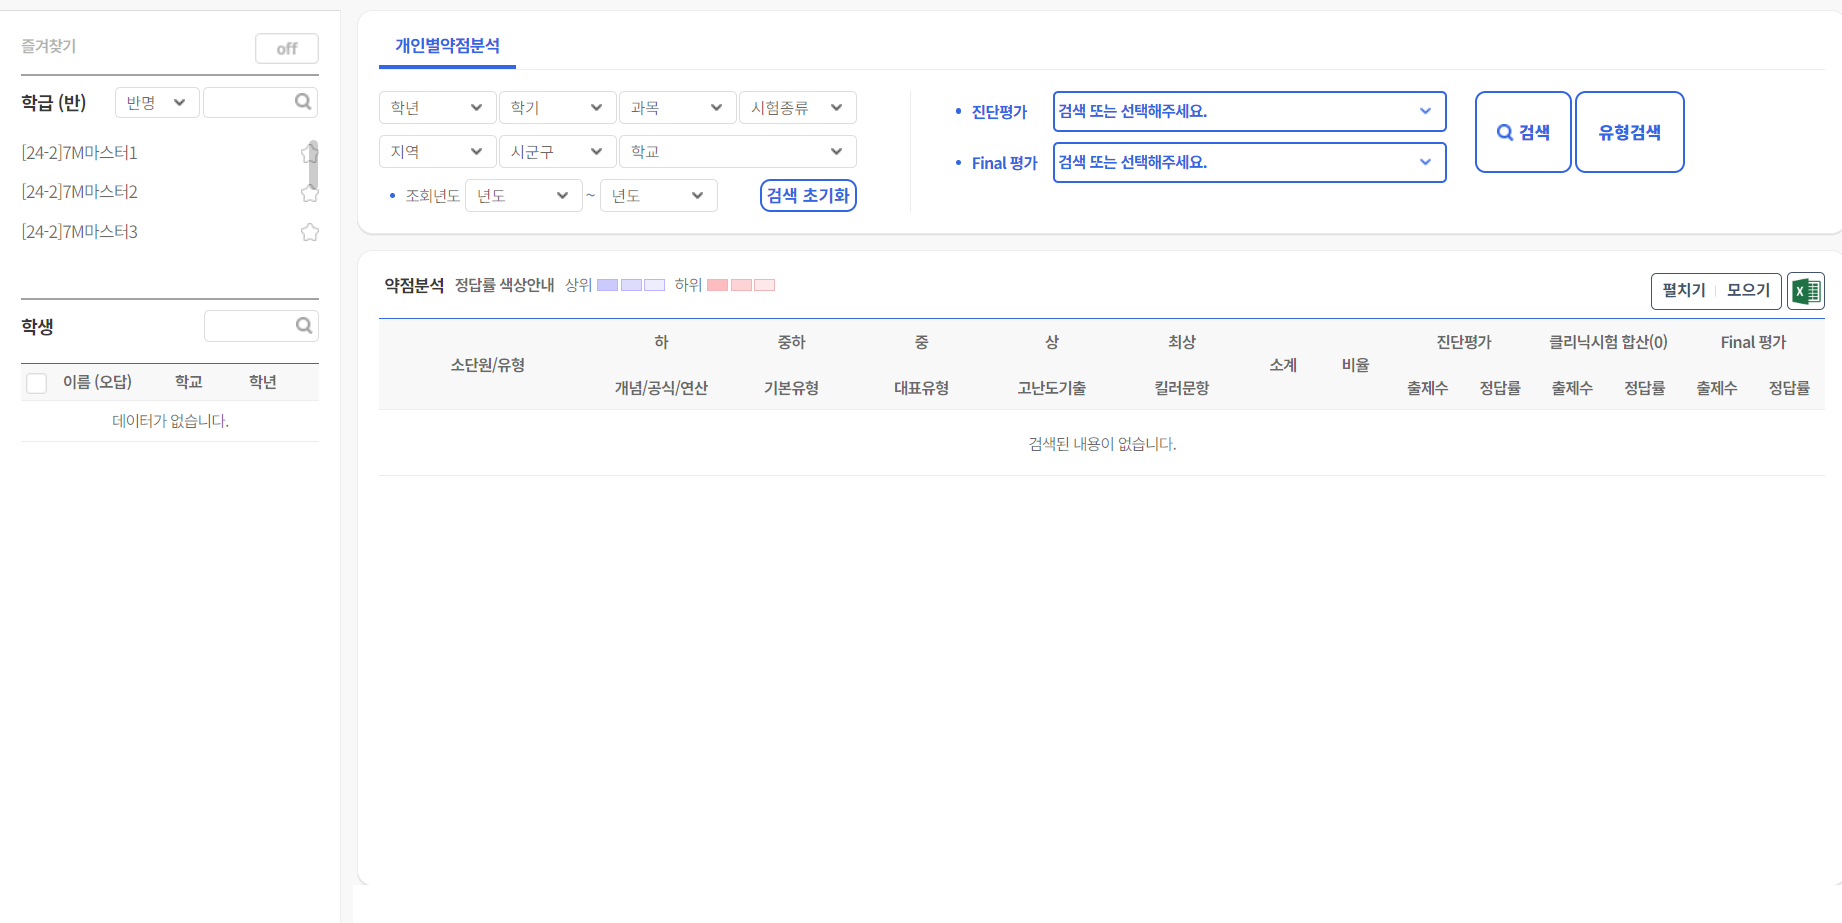 즐겨찾기 off
학급 (반) 반명
[24-2]7M마스터1
[24-2]7M마스터2
[24-2]7M마스터3
학생
이름 (오답) 학교 학년
데이터가 없습니다.
개인별약점분석
학년 학기 과목 시험종류
지역 시군구 학교
• 조회년도 년도 ~ 년도 검색 초기화
• 진단평가 검색 또는 선택해주세요.
• Final 평가 검색 또는 선택해주세요.
검색 유형검색
약점분석 정답률 색상안내 상위 하위 펼치기 모으기
하 중하 중 상 최상 진단평가 클리닉시험 합산(0) Final 평가
소단원/유형 소계 비율
개념/공식/연산 기본유형 대표유형 고난도기출 킬러문항 출제수 정답률 출제수 정답률 출제수 정답률
검색된 내용이 없습니다.